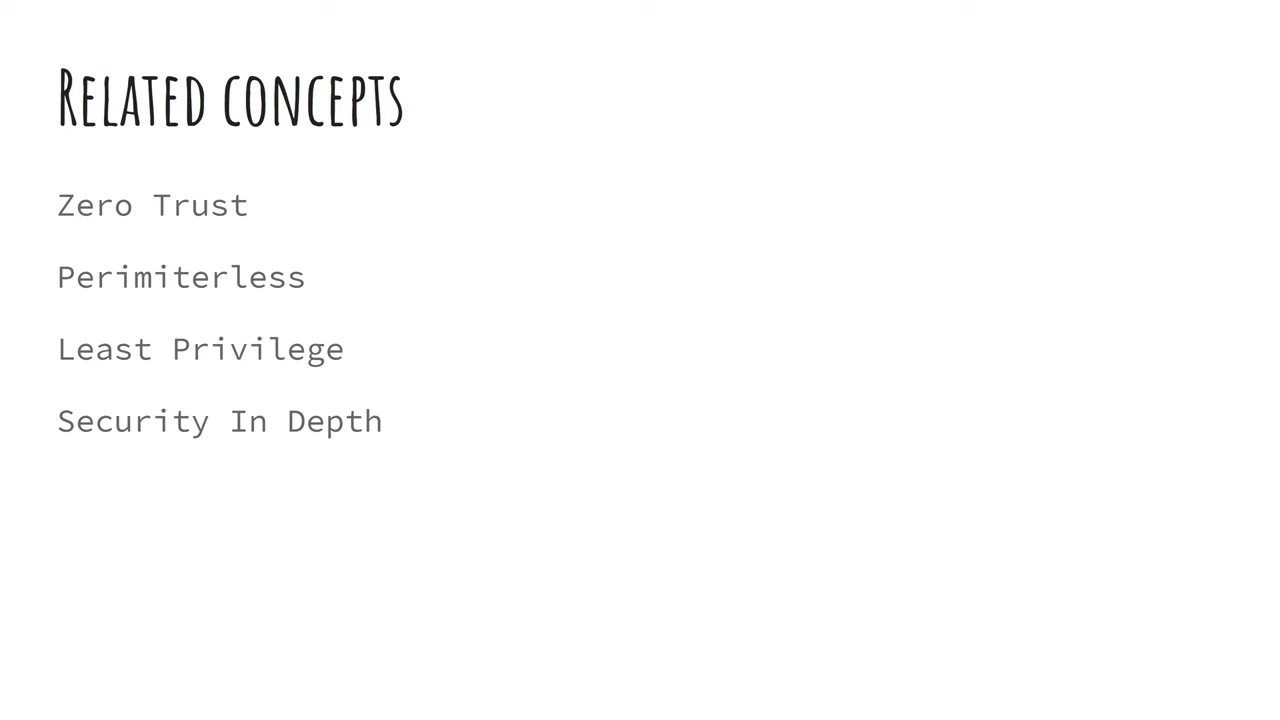 Related concepts
Zero Trust
Perimiterless
Least Privilege
Security In Depth